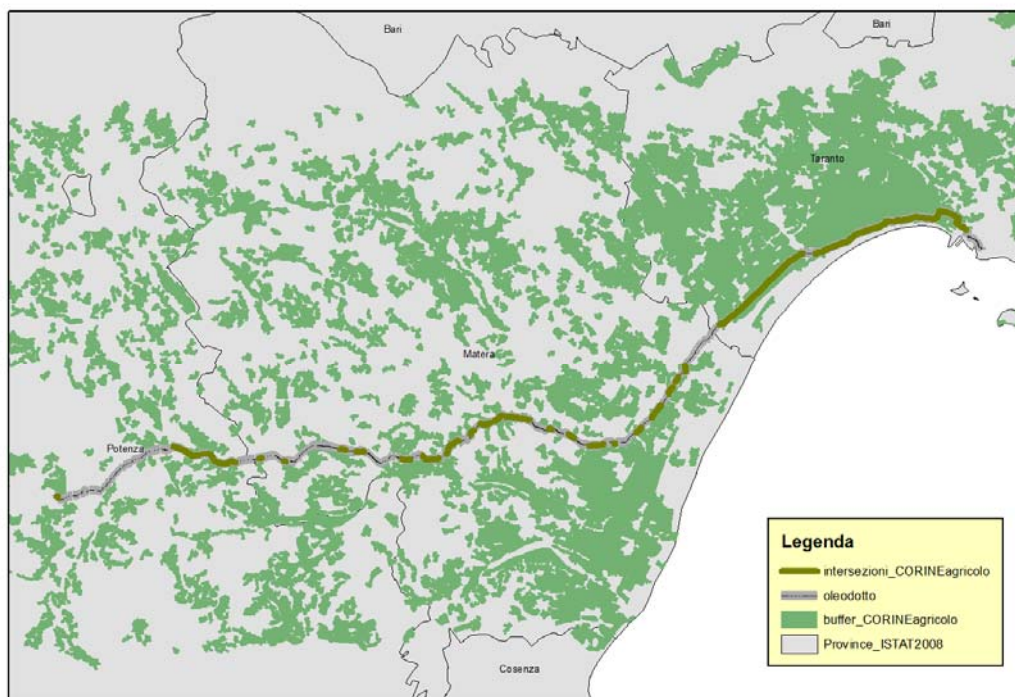 Bari
Bari
Taranto
Matera
Potenza
Cosenza
Legenda
intersezioni_CORINEagricolo
oleodotto
buffer_CORINEagricolo
Province_ISTAT2008